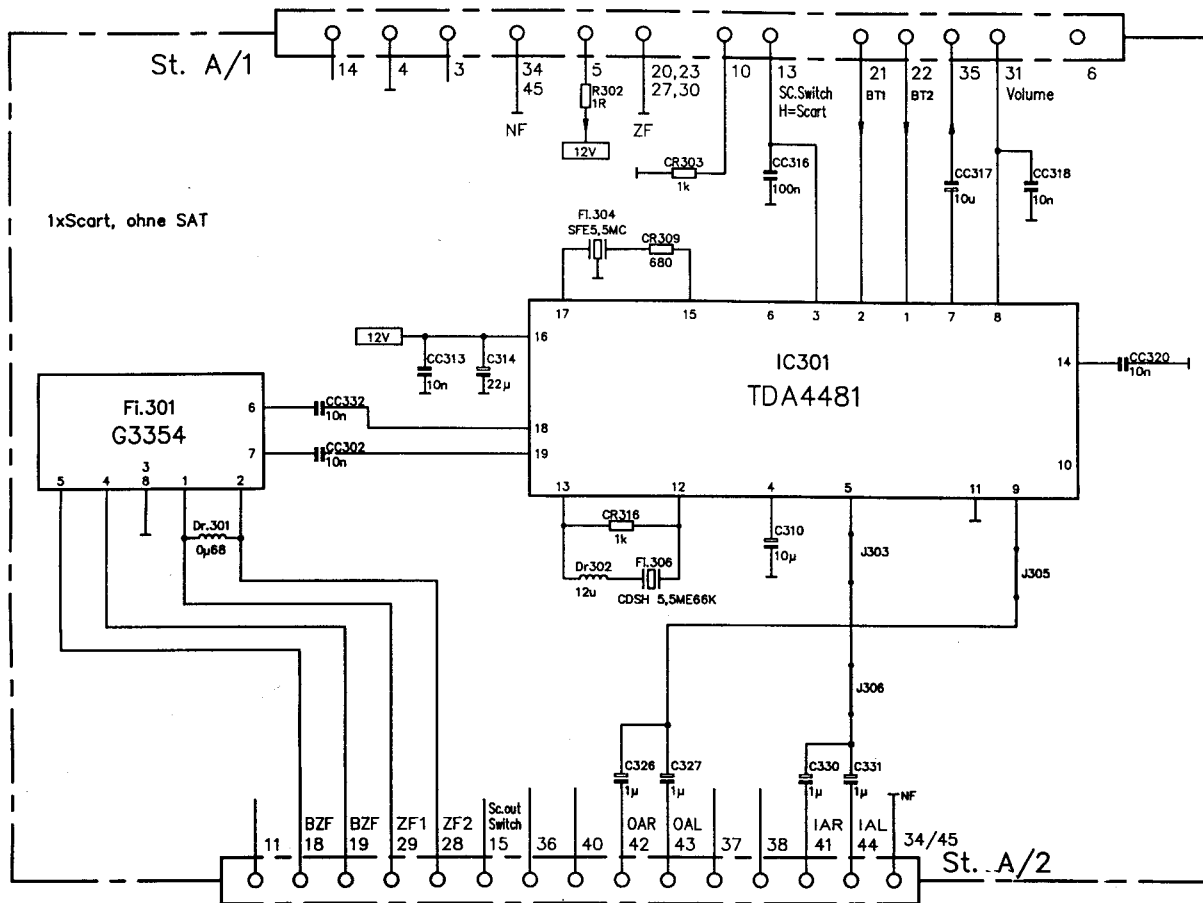 St. A/1
14
4
3
34
45
NF
5
R302
1R
12V
20,23
27,30
ZF
10
13
SC.Switch
H=Scart
21
BT1
22
BT2
35
31
Volume
6
CR303
1k
CC316
100n
CC317
10u
CC318
10n
1xScart, ohne SAT
Fi.304
SFE5,5MC
CR309
680
17
15
6
3
2
1
7
8
12V
16
CC313
10n
C314
22µ
IC301
TDA4481
14
CC320
10n
Fi.301
G3354
6
CC332
10n
18
7
CC302
10n
19
10
5
4
3
8
1
2
13
12
4
5
11
9
Dr.301
0µ68
CR316
1k
C310
10µ
J303
J305
Dr302
12u
Fi.306
CDSH 5,5ME66K
J306
C326
1µ
C327
1µ
C330
1µ
C331
1µ
NF
11
BZF
18
BZF
19
ZF1
29
ZF2
28
Sc.out
Switch
15
36
40
OAR
42
OAL
43
37
38
IAR
41
IAL
44
34/45
St. A/2